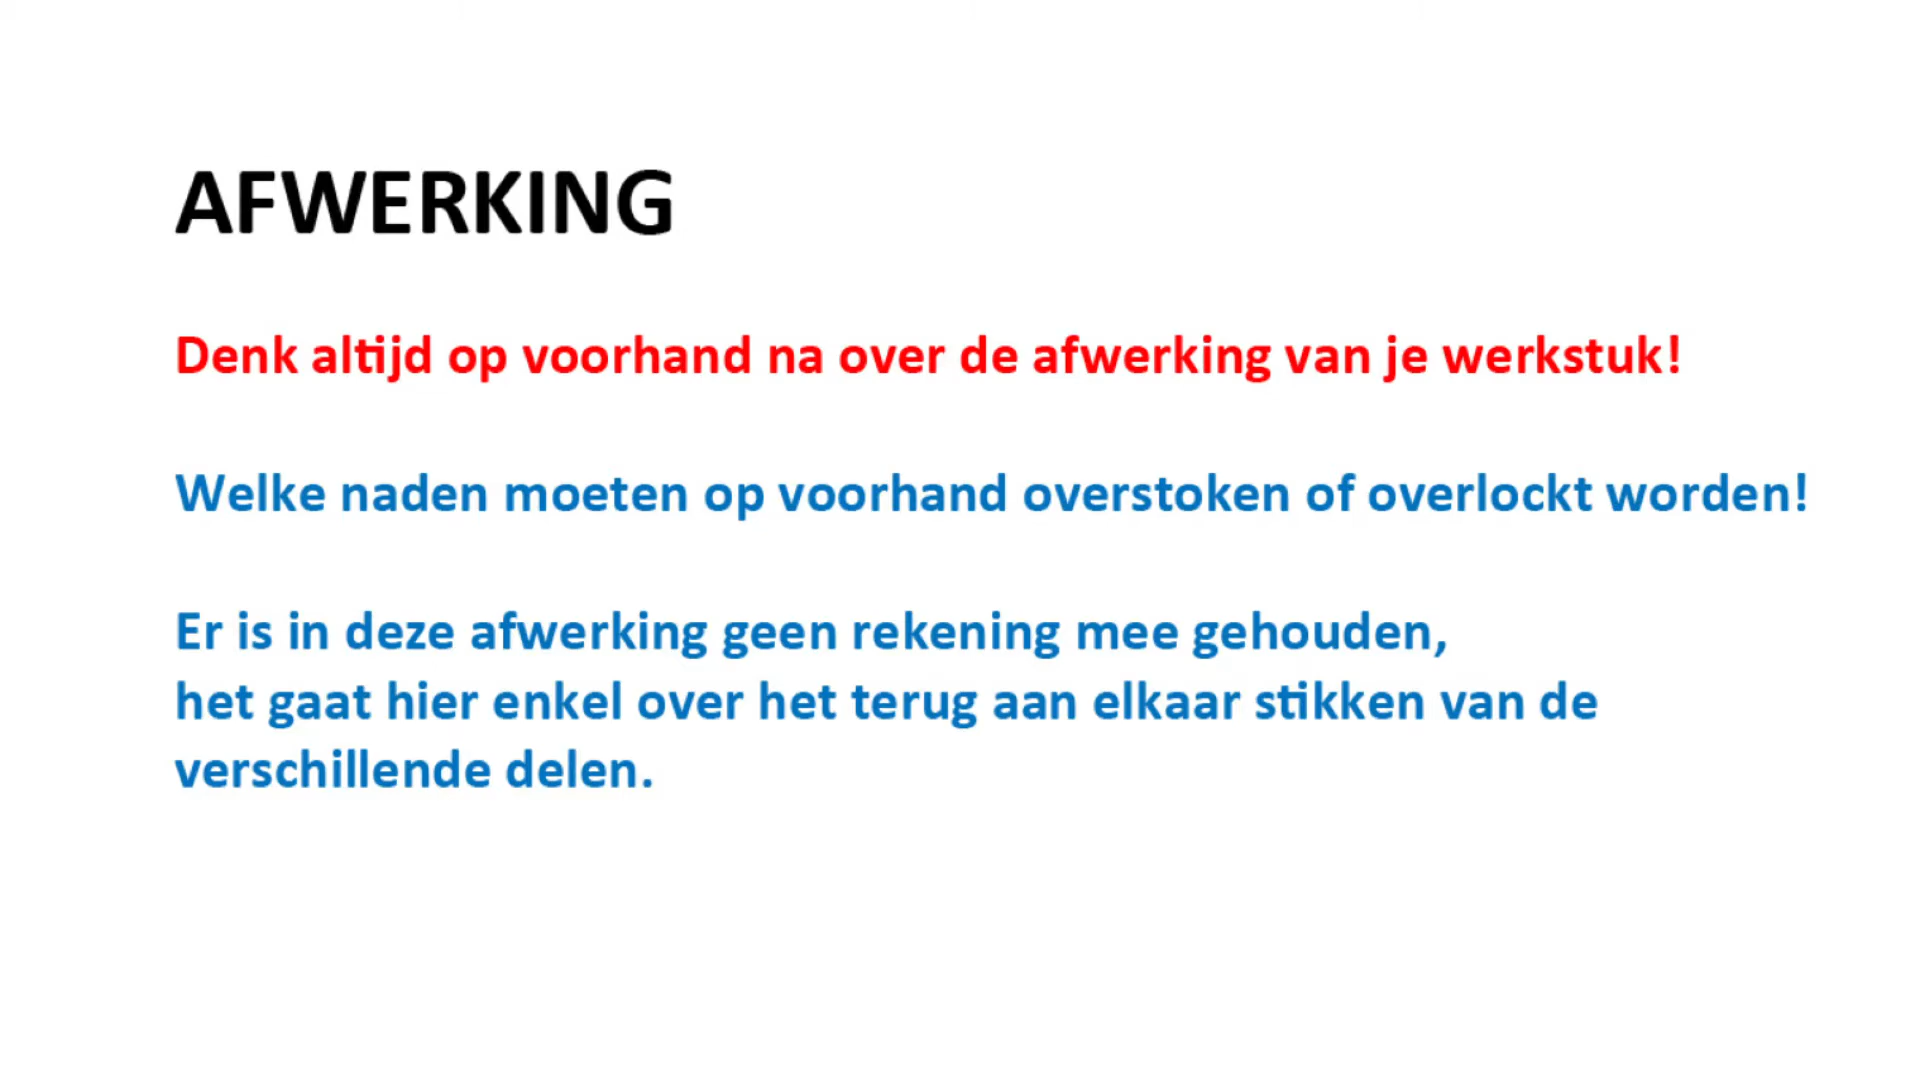 AFWERKING
Denk altijd op voorhand na over de afwerking van je werkstuk!
Welke naden moeten op voorhand overstoken of overlockt worden!
Er is in deze afwerking geen rekening mee gehouden,
het gaat hier enkel over het terug aan elkaar stikken van de
verschillende delen.